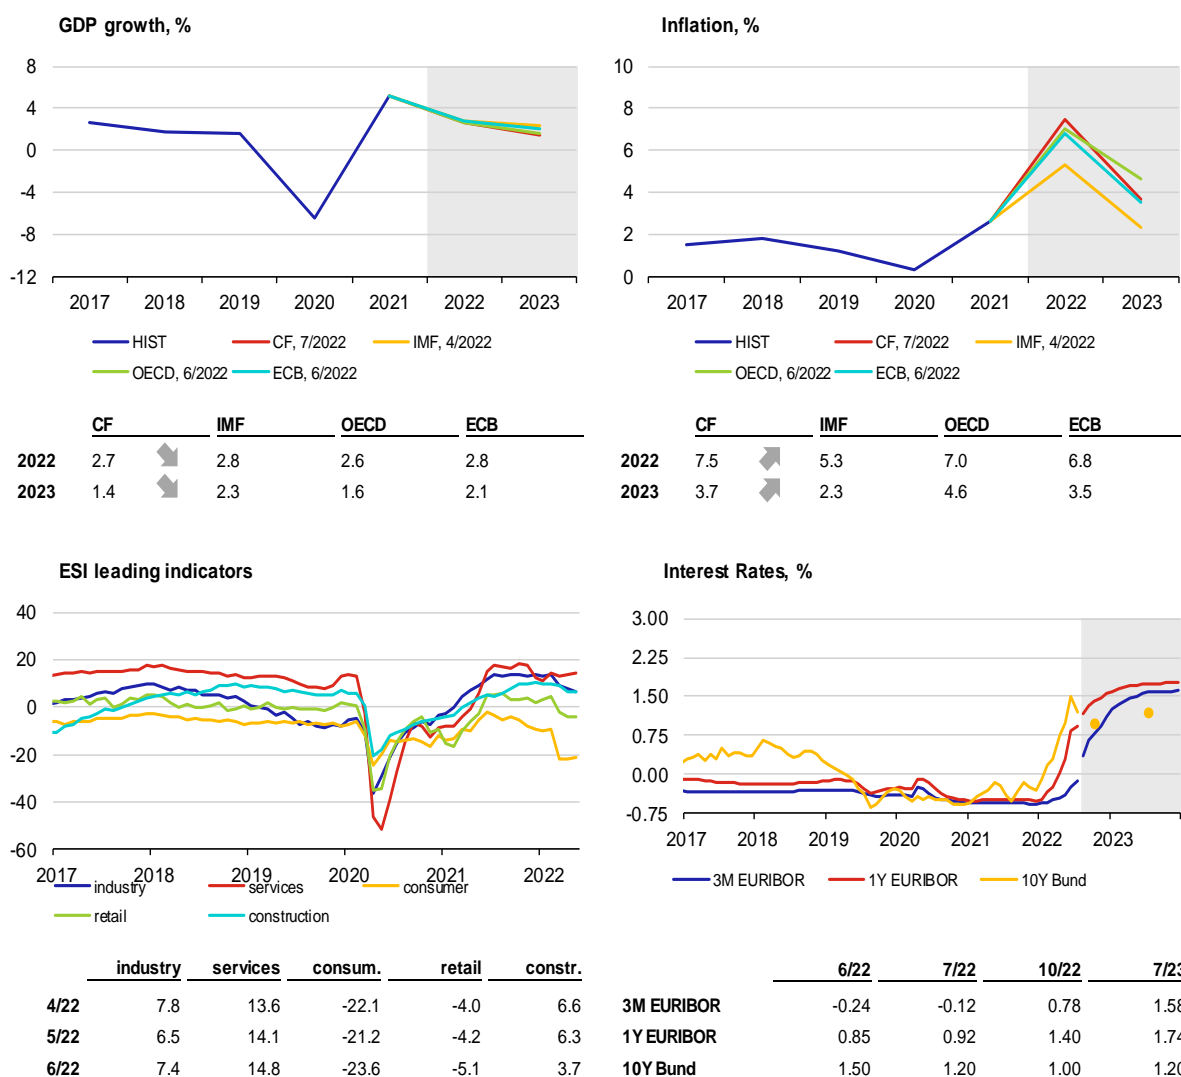 GDP growth, %
8
4
0
-4
-8
-12
2017 2018 2019 2020 2021 2022 2023
HIST CF, 7/2022 IMF, 4/2022
OECD, 6/2022 ECB, 6/2022
CF IMF OECD ECB
2022 2.7 2.8 2.6 2.8
2023 1.4 2.3 1.6 2.1
Inflation, %
10
8
6
4
2
0
2017 2018 2019 2020 2021 2022 2023
HIST CF, 7/2022 IMF, 4/2022
OECD, 6/2022 ECB, 6/2022
CF IMF OECD ECB
2022 7.5 5.3 7.0 6.8
2023 3.7 2.3 4.6 3.5
ESI leading indicators
40
20
0
-20
-40
-60
2017 2018 2019 2020 2021 2022
industry services consumer
retail construction
industry services consum. retail constr.
4/22 7.8 13.6 -22.1 -4.0 6.6
5/22 6.5 14.1 -21.2 -4.2 6.3
6/22 7.4 14.8 -23.6 -5.1 3.7
Interest Rates, %
3.00
2.25
1.50
0.75
0.00
-0.75
2017 2018 2019 2020 2021 2022 2023
3M EURIBOR 1Y EURIBOR 10Y Bund
6/22 7/22 10/22 7/23
3M EURIBOR -0.24 -0.12 0.78 1.58
1Y EURIBOR 0.85 0.92 1.40 1.74
10Y Bund 1.50 1.20 1.00 1.20